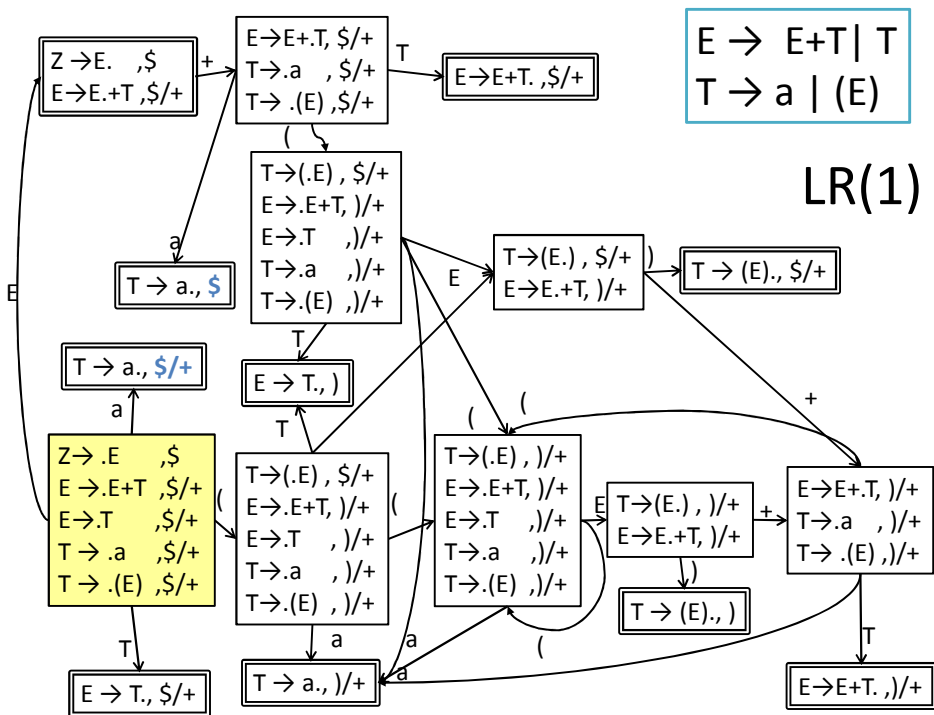 E → E+T| T
T → a | (E)
LR(1)
Z →E. ,$
E→E.+T ,$/+
+
E→E+.T, $/+
T→.a , $/+
T→ .(E) ,$/+
T
E→E+T. ,$/+
(
T→(.E) , $/+
E→.E+T, )/+
E→.T ,)/+
T→.a ,)/+
T→.(E) ,)/+
a
T → a., $
E
E
T→(E.) , $/+
E→E.+T, )/+
)
T → (E)., $/+
T
E → T., )
T
T → a., $/+
a
+
(
(
Z→ .E ,$
E →.E+T ,$/+
E→.T ,$/+
T → .a ,$/+
T → .(E) ,$/+
(
T→(.E) , $/+
E→.E+T, )/+
E→.T , )/+
T→.a , )/+
T→.(E) , )/+
(
T→(.E) , )/+
E→.E+T, )/+
E→.T ,)/+
T→.a ,)/+
T→.(E) ,)/+
E
T→(E.) , )/+
E→E.+T, )/+
+
E→E+.T, )/+
T→.a , )/+
T→ .(E) ,)/+
)
T → (E)., )
(
a
a
a
T
T
E → T., $/+
T → a., )/+
E→E+T. ,)/+